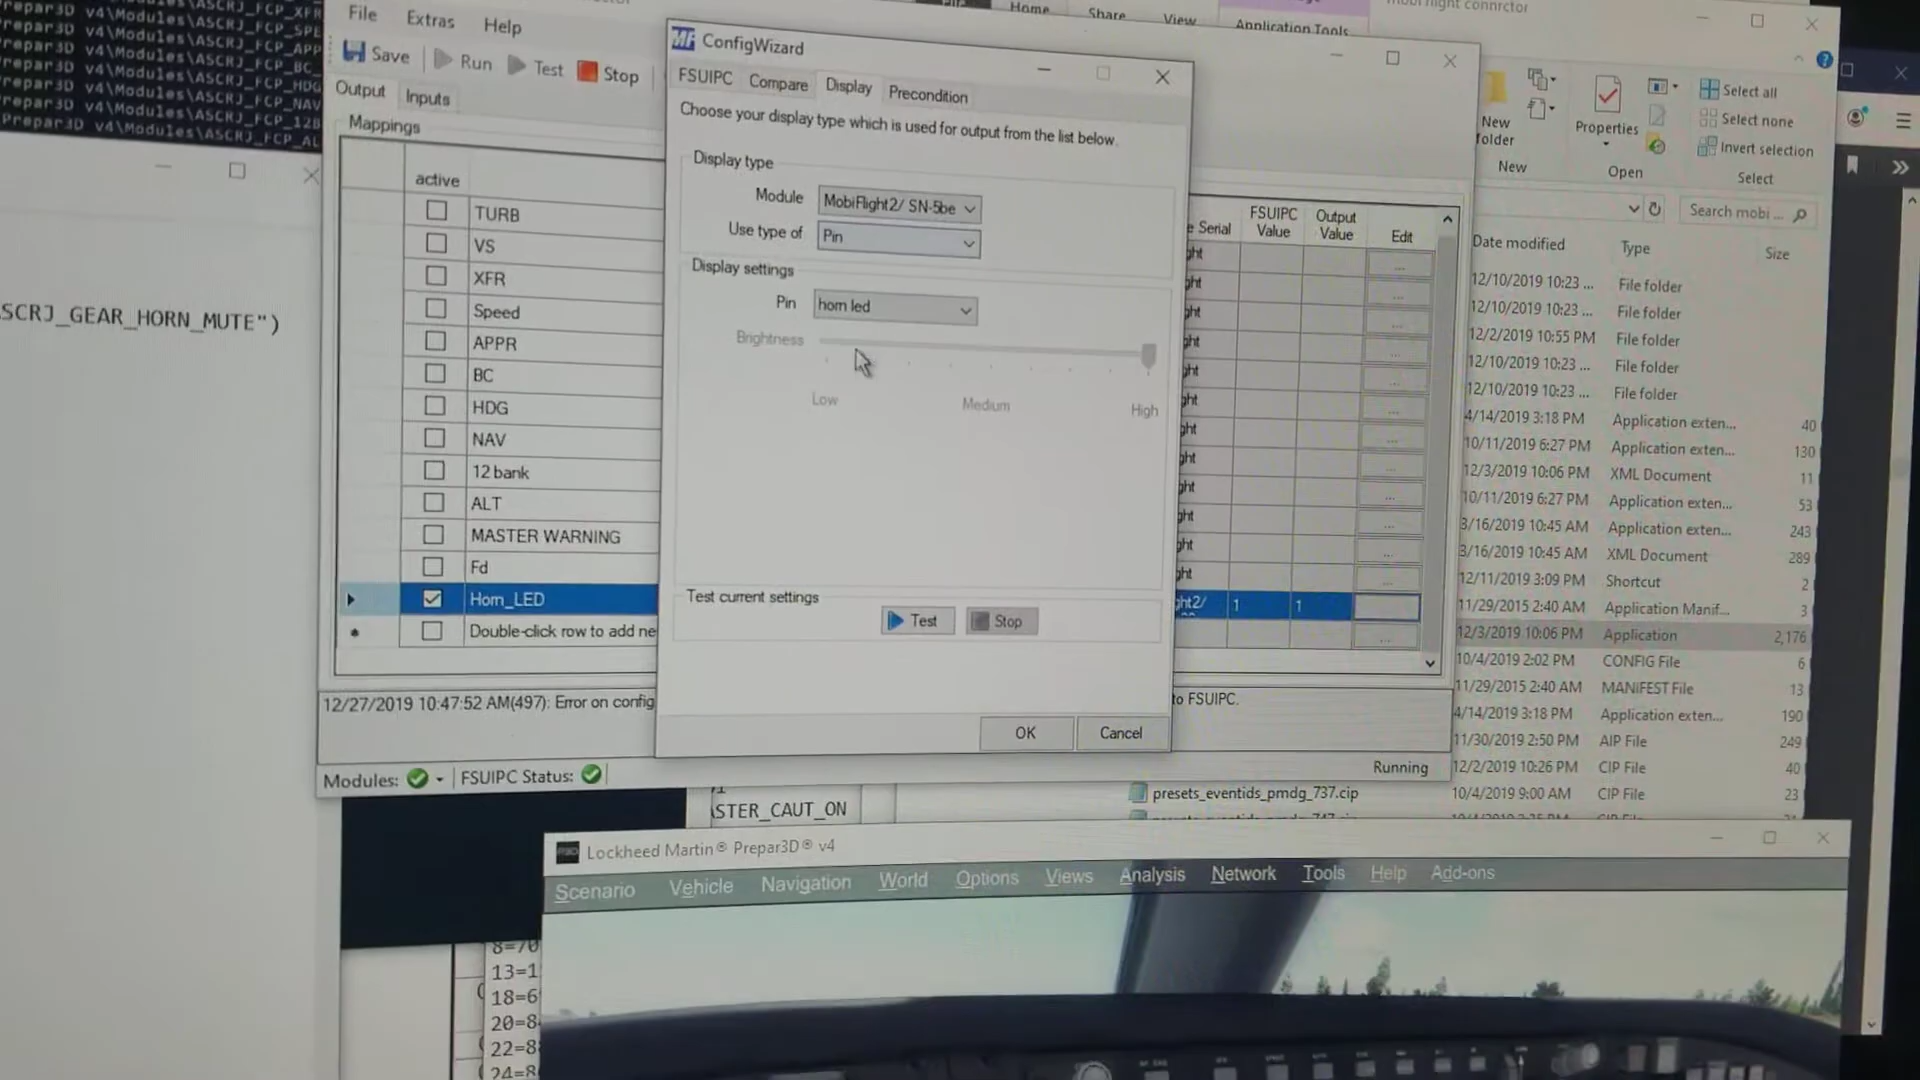 Prepar3D v4\Modules\ASCRJ_FCP_XFR
Prepar3D v4\Modules\ASCRJ_FCP_SPE
Prepar3D v4\Modules\ASCRJ_FCP_APP
Prepar3D v4\Modules\ASCRJ_FCP_BC_
Prepar3D v4\Modules\ASCRJ_FCP_HDG
Prepar3D v4\Modules\ASCRJ_FCP_NAV
Prepar3D v4\Modules\ASCRJ_FCP_12B
Prepar3D v4\Modules\ASCRJ_FCP_AL
SCRJ_GEAR_HORN_MUTE")
File Extras Help
Save Run Test Stop
Output Inputs
Mappings
active
TURB
VS
XFR
Speed
APPR
BC
HDG
NAV
12 bank
ALT
MASTER WARNING
Fd
Horn_LED
Double-click row to add ne
12/27/2019 10:47:52 AM(497): Error on config
to FSUIPC.
Modules: FSUIPC Status:
Running
ConfigWizard
FSUIPC Compare Display Precondition
Choose your display type which is used for output from the list below.
Display type
Module MobiFlight2/ SN-5be
Use type of Pin
Display settings
Pin horn led
Brightness
Low Medium High
Test current settings
Test Stop
OK Cancel
e Serial FSUIPC Value Output Value Edit
ght
ght
ght
ght
ght
ght
ght
ght
ght
ght
ght
ght
ght2/ 1 1
Home Share View Application Tools
New folder
Properties
Select all
Select none
Invert selection
New Open Select
Search mobi ...
Date modified Type Size
12/10/2019 10:23 ... File folder
12/10/2019 10:23 ... File folder
12/2/2019 10:55 PM File folder
12/10/2019 10:23 ... File folder
12/10/2019 10:23 ... File folder
4/14/2019 3:18 PM Application exten... 40
10/11/2019 6:27 PM Application exten... 130
12/3/2019 10:06 PM XML Document 11
10/11/2019 6:27 PM Application exten... 53
3/16/2019 10:45 AM Application exten... 243
3/16/2019 10:45 AM XML Document 289
12/11/2019 3:09 PM Shortcut 2
11/29/2015 2:40 AM Application Manif... 3
12/3/2019 10:06 PM Application 2,176
10/4/2019 2:02 PM CONFIG File 6
11/29/2015 2:40 AM MANIFEST File 13
4/14/2019 3:18 PM Application exten... 190
11/30/2019 2:50 PM AIP File 249
12/2/2019 10:26 PM CIP File 40
presets_eventids_pmdg_737.cip 10/4/2019 9:00 AM CIP File 23
STER_CAUT_ON
Lockheed Martin® Prepar3D® v4
Scenario Vehicle Navigation World Options Views Analysis Network Tools Help Add-ons
8=70
13=1
18=6
20=8
22=8
24=8